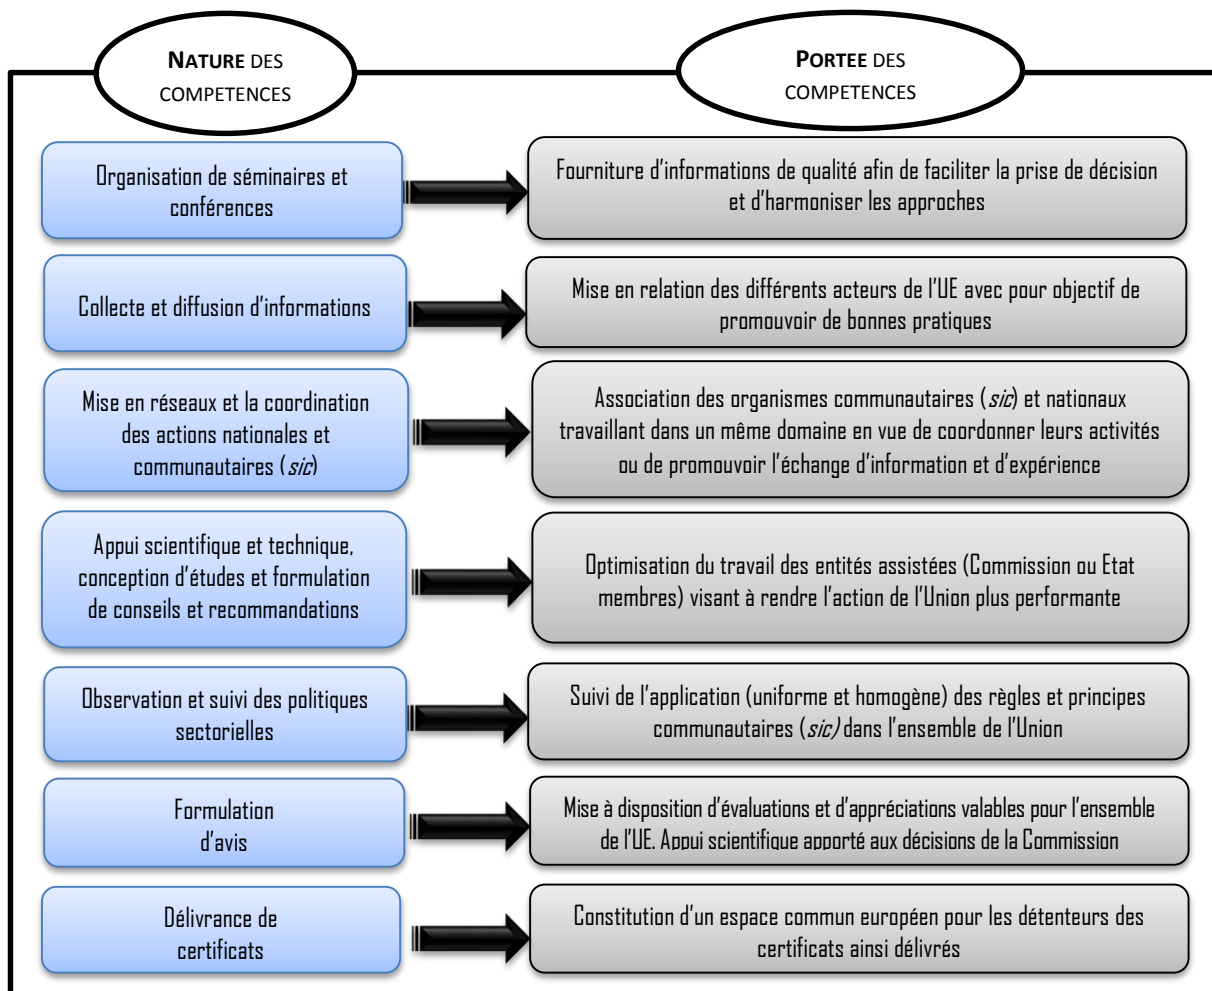 NATURE DES
COMPETENCES
PORTEE DES
COMPETENCES
Organisation de séminaires et
conférences
Fourniture d'informations de qualité afin de faciliter la prise de décision
et d'harmoniser les approches
Collecte et diffusion d'informations
Mise en relation des différents acteurs de l'UE avec pour objectif de
promouvoir de bonnes pratiques
Mise en réseaux et la coordination
des actions nationales et
communautaires (sic)
Association des organismes communautaires (sic) et nationaux
travaillant dans un même domaine en vue de coordonner leurs activités
ou de promouvoir l'échange d'information et d'expérience
Appui scientifique et technique,
conception d'études et formulation
de conseils et recommandations
Optimisation du travail des entités assistées (Commission ou Etat
membres) visant à rendre l'action de l'Union plus performante
Observation et suivi des politiques
sectorielles
Suivi de l'application (uniforme et homogène) des règles et principes
communautaires (sic) dans l'ensemble de l'Union
Formulation
d'avis
Mise à disposition d'évaluations et d'appréciations valables pour l'ensemble
de l'UE. Appui scientifique apporté aux décisions de la Commission
Délivrance de
certificats
Constitution d'un espace commun européen pour les détenteurs des
certificats ainsi délivrés